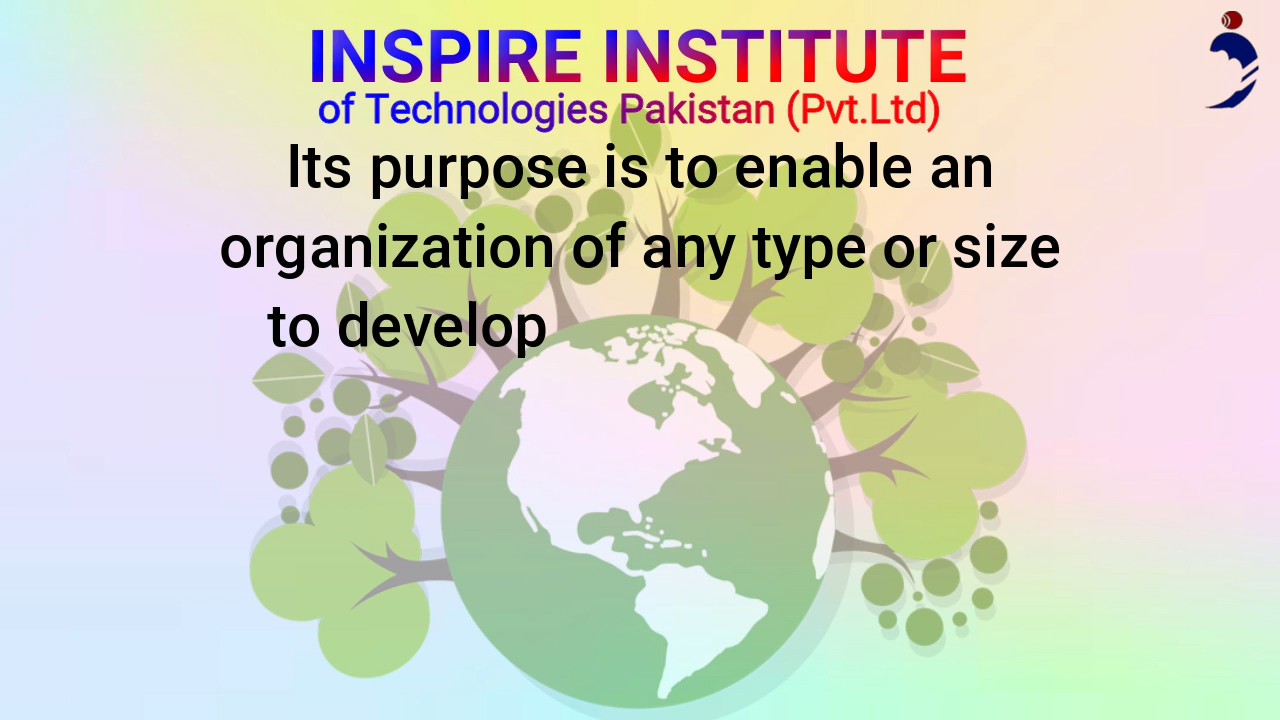 INSPIRE INSTITUTE
of Technologies Pakistan (Pvt.Ltd)
Its purpose is to enable an
organization of any type or size
to develop